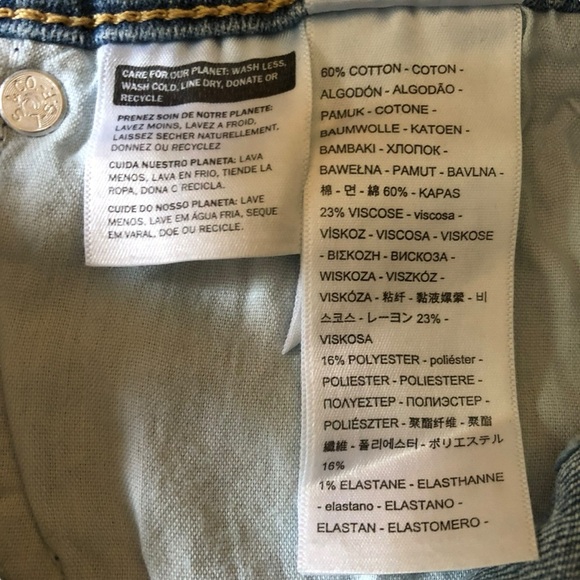 CARE FOR OUR PLANET: WASH LESS,
WASH COLD, LINE DRY, DONATE OR
RECYCLE
PRENEZ SOIN DE NOTRE PLANETE:
LAVEZ MOINS, LAVEZ A FROID,
LAISSEZ SECHER NATURELLEMENT,
DONNEZ OU RECYCLEZ
CUIDA NUESTRO PLANETA: LAVA
MENOS, LAVA EN FRIO, TIENDE LA
ROPA, DONA O RECICLA.
CUIDE DO NOSSO PLANETA: LAVE
MENOS, LAVE EM ÁGUA FRIA, SEQUE
EM VARAL, DOE OU RECICLE.
60% COTTON - COTON -
ALGODÓN - ALGODÃO -
PAMUK - COTONE -
BAUMWOLLE - KATOEN -
BAMBAKI - ХЛОПОК -
BAWEŁNA - PAMUT - BAVLNA -
棉 - 면 - 綿 60% - KAPAS
23% VISCOSE - viscosa -
VİSKOZ - VISCOSA - VISKOSE
- ΒΙΣΚΟΖΗ - ВИСКОЗА -
WISKOZA - VISZKÓZ -
VISKÓZA - 粘纤 - 黏液嫘縈 - 비
스코스 - レーヨン 23% -
VISKOSA
16% POLYESTER - poliéster -
POLIESTER - POLIESTERE -
ΠΟΛΥΕΣΤΕΡ - ПОЛИЭСТЕР -
POLIÉSZTER - 聚酯纤维 - 聚酯
纖維 - 폴리에스터 - ポリエステル
16%
1% ELASTANE - ELASTHANNE
- elastano - ELASTANO -
ELASTAN - ELASTOMERO -